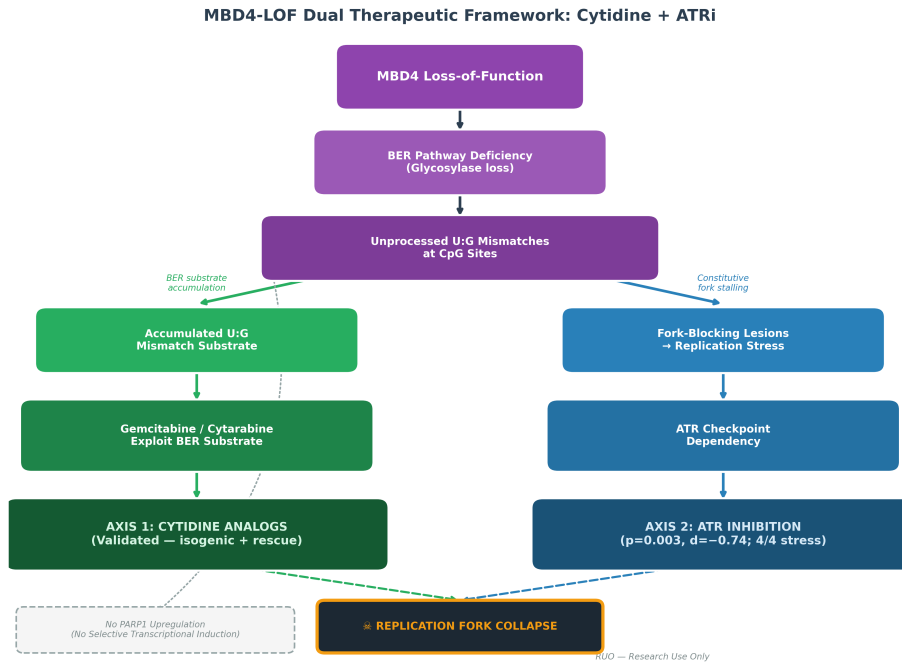 MBD4-LOF Dual Therapeutic Framework: Cytidine + ATRi
MBD4 Loss-of-Function
BER Pathway Deficiency
(Glycosylase loss)
Unprocessed U:G Mismatches
at CpG Sites
BER substrate
accumulation
Constitutive
fork stalling
Accumulated U:G
Mismatch Substrate
Fork-Blocking Lesions
→ Replication Stress
Gemcitabine / Cytarabine
Exploit BER Substrate
ATR Checkpoint
Dependency
AXIS 1: CYTIDINE ANALOGS
(Validated — isogenic + rescue)
AXIS 2: ATR INHIBITION
(p=0.003, d=−0.74; 4/4 stress)
No PARP1 Upregulation
(No Selective Transcriptional Induction)
☠ REPLICATION FORK COLLAPSE
RUO — Research Use Only